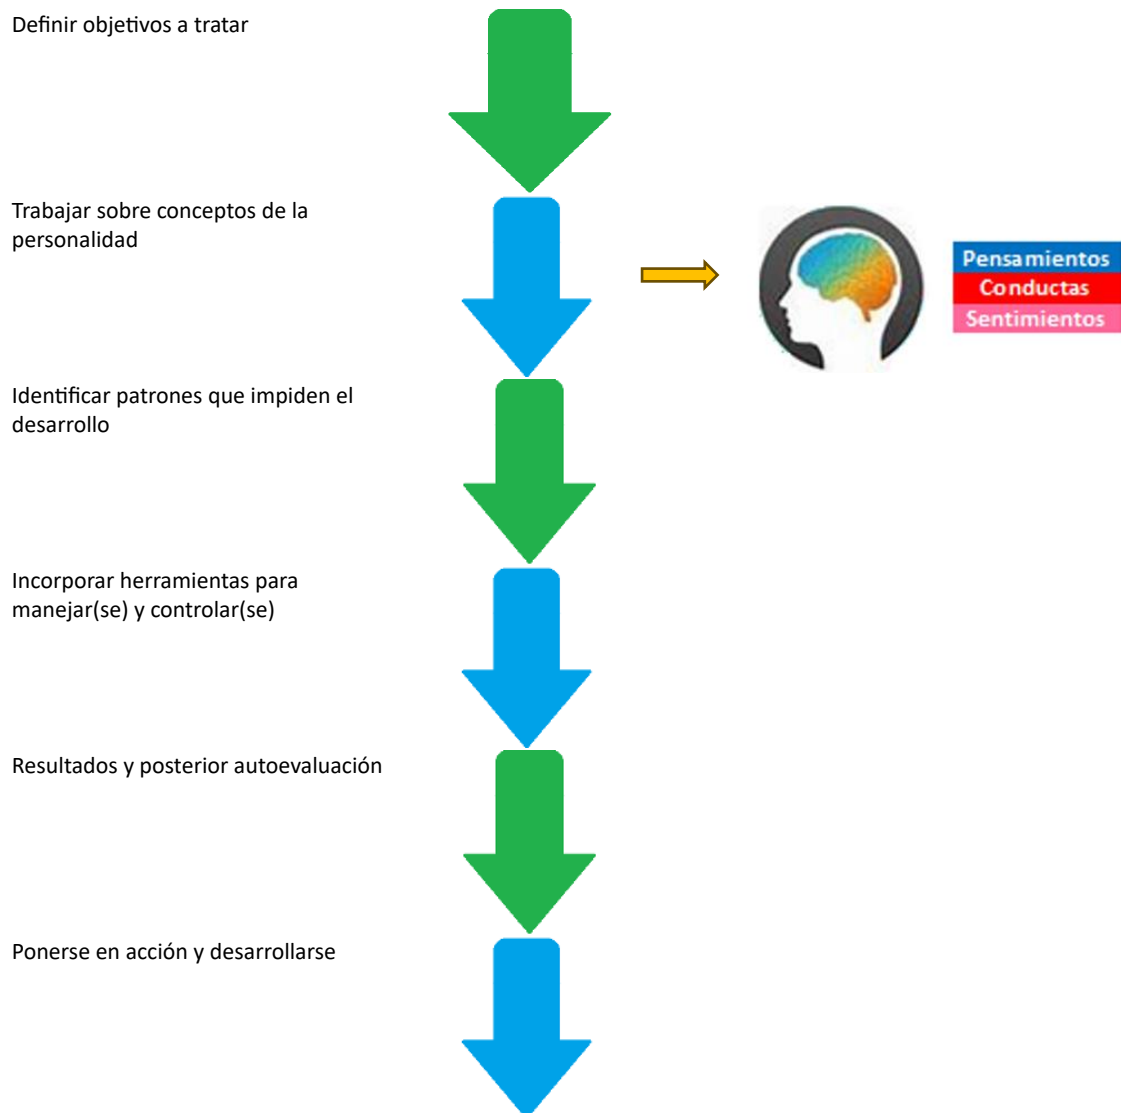 Definir objetivos a tratar
Trabajar sobre conceptos de la
personalidad
Pensamientos
Conductas
Sentimientos
Identificar patrones que impiden el
desarrollo
Incorporar herramientas para
manejar(se) y controlar(se)
Resultados y posterior autoevaluación
Ponerse en acción y desarrollarse